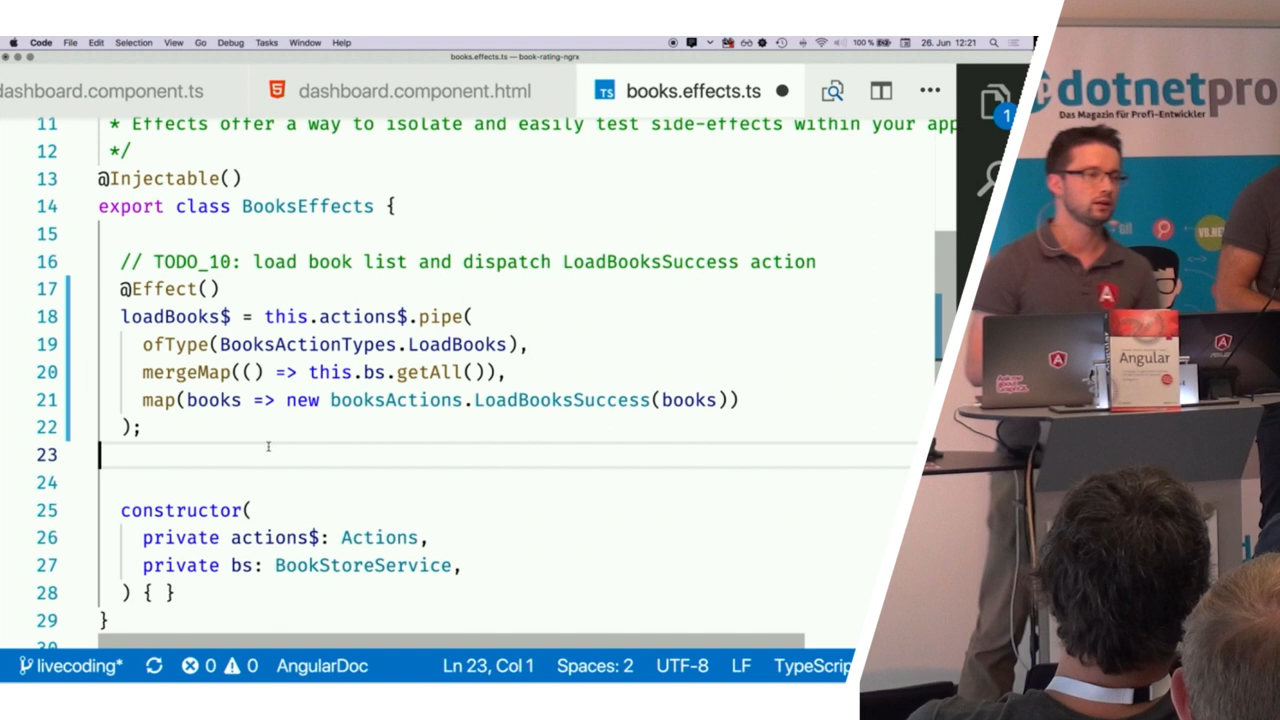 Code File Edit Selection View Go Debug Tasks Window Help 100 % 26. Jun 12:21
books.effects.ts — book-rating-ngrx
dashboard.component.ts dashboard.component.html TS books.effects.ts
11 * Effects offer a way to isolate and easily test side-effects within your app
12 */
13 @Injectable()
14 export class BooksEffects {
15
16 // TODO_10: load book list and dispatch LoadBooksSuccess action
17 @Effect()
18 loadBooks$ = this.actions$.pipe(
19 ofType(BooksActionTypes.LoadBooks),
20 mergeMap(() => this.bs.getAll()),
21 map(books => new booksActions.LoadBooksSuccess(books))
22 );
23
24
25 constructor(
26 private actions$: Actions,
27 private bs: BookStoreService,
28 ) { }
29 }
30
livecoding* 0 0 AngularDoc Ln 23, Col 1 Spaces: 2 UTF-8 LF TypeScrip
1
dotnetpro
Das Magazin für Profi-Entwickler
VB.NET
A
Angular